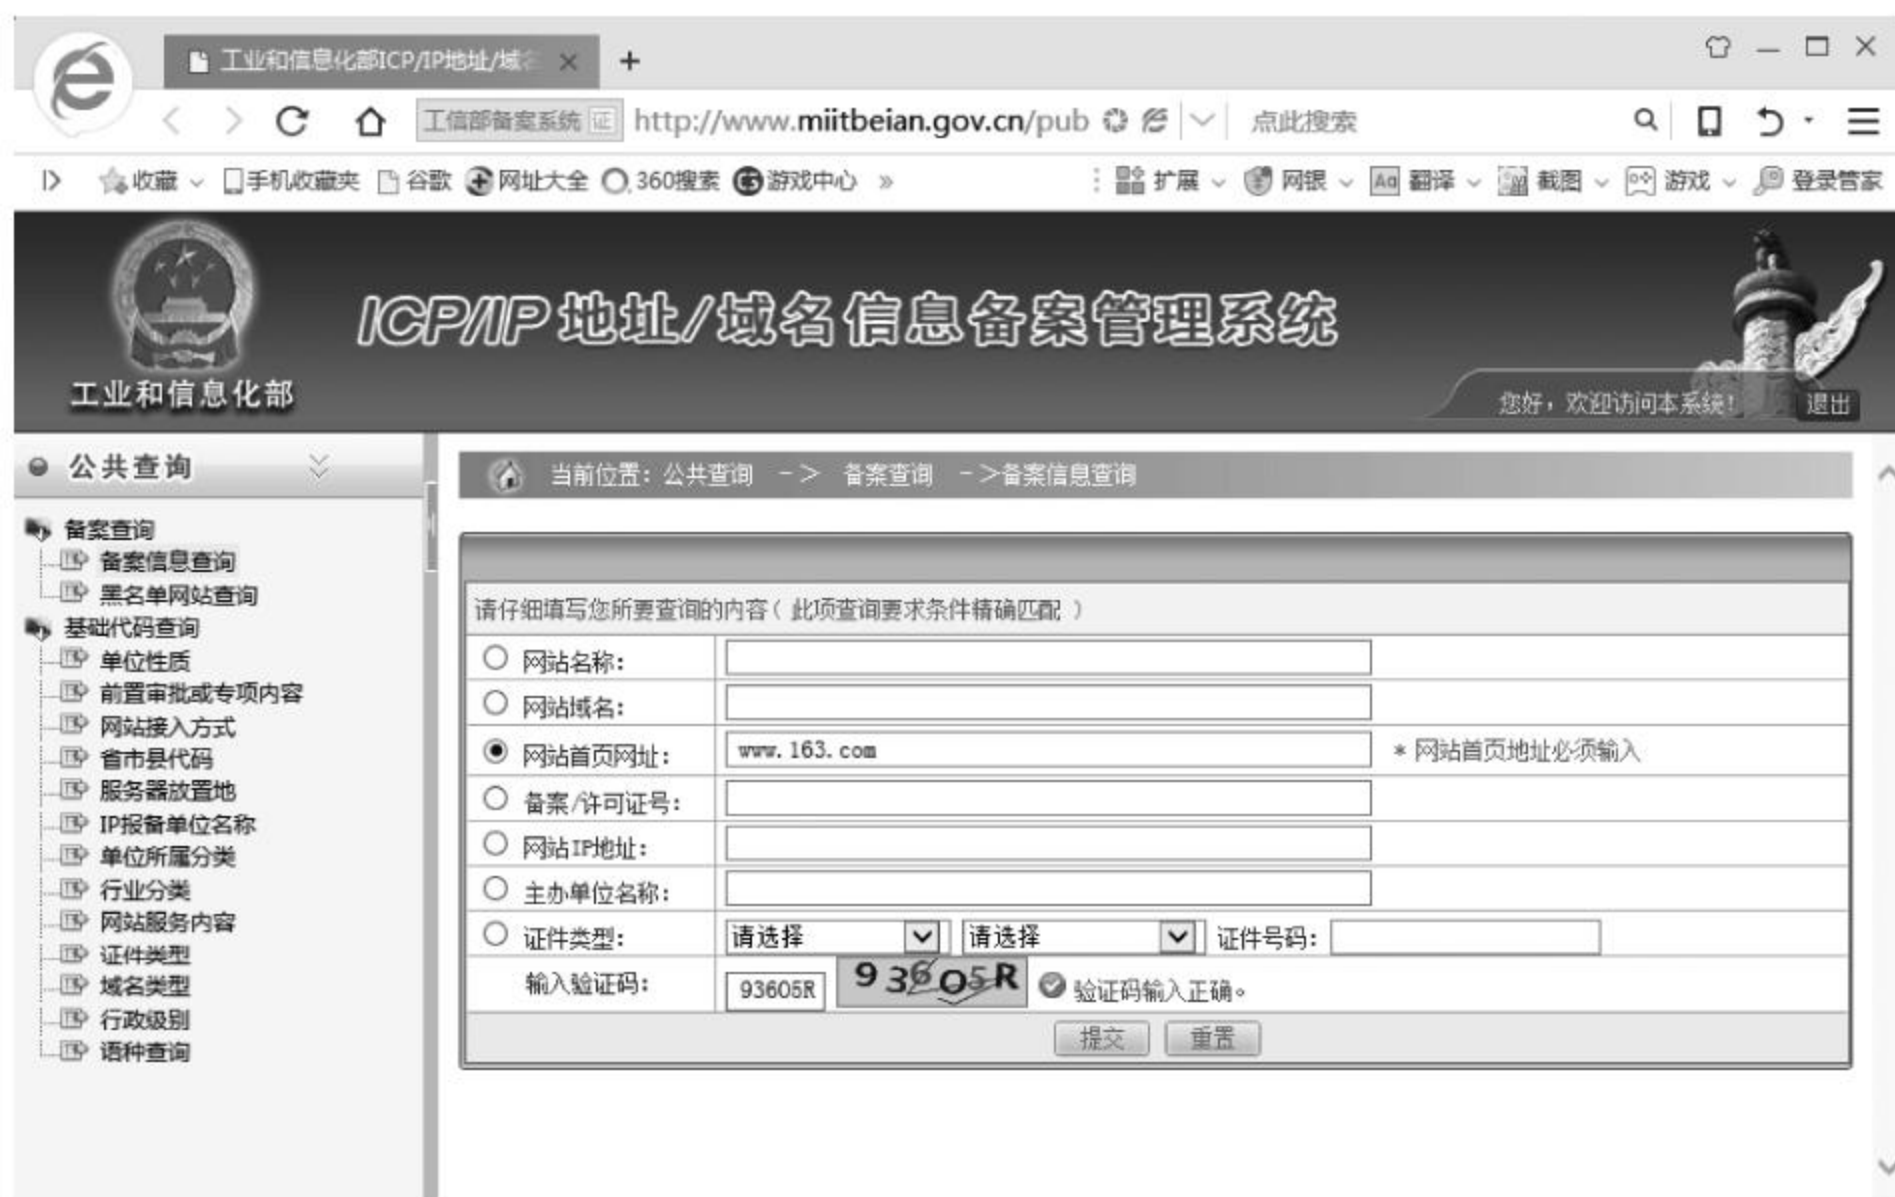 工业和信息化部ICP/IP地址/域名
工信部备案系统 证 http://www.miitbeian.gov.cn/pub 点此搜索
收藏 手机收藏夹 谷歌 网址大全 360搜索 游戏中心 » 扩展 网银 Aa 翻译 截图 游戏 登录管家
ICP/IP地址/域名信息备案管理系统
工业和信息化部
您好，欢迎访问本系统！ 退出
公共查询
当前位置：公共查询 -> 备案查询 ->备案信息查询
备案查询
备案信息查询
黑名单网站查询
基础代码查询
单位性质
前置审批或专项内容
网站接入方式
省市县代码
服务器放置地
IP报备单位名称
单位所属分类
行业分类
网站服务内容
证件类型
域名类型
行政级别
语种查询
请仔细填写您所要查询的内容（ 此项查询要求条件精确匹配 ）
网站名称：
网站域名：
网站首页网址： www.163.com * 网站首页地址必须输入
备案/许可证号：
网站IP地址：
主办单位名称：
证件类型： 请选择 请选择 证件号码：
输入验证码： 93605R 93605R 验证码输入正确。
提交 重置